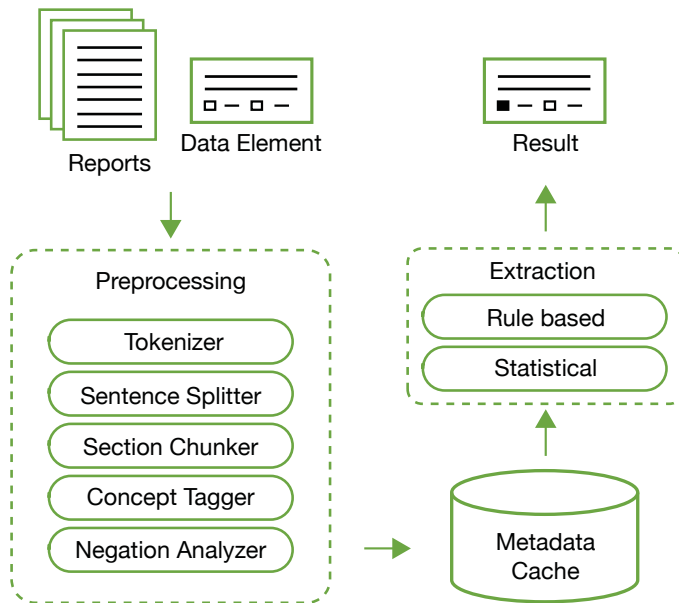 Reports
Data Element
Result
Preprocessing
Tokenizer
Sentence Splitter
Section Chunker
Concept Tagger
Negation Analyzer
Extraction
Rule based
Statistical
Metadata
Cache